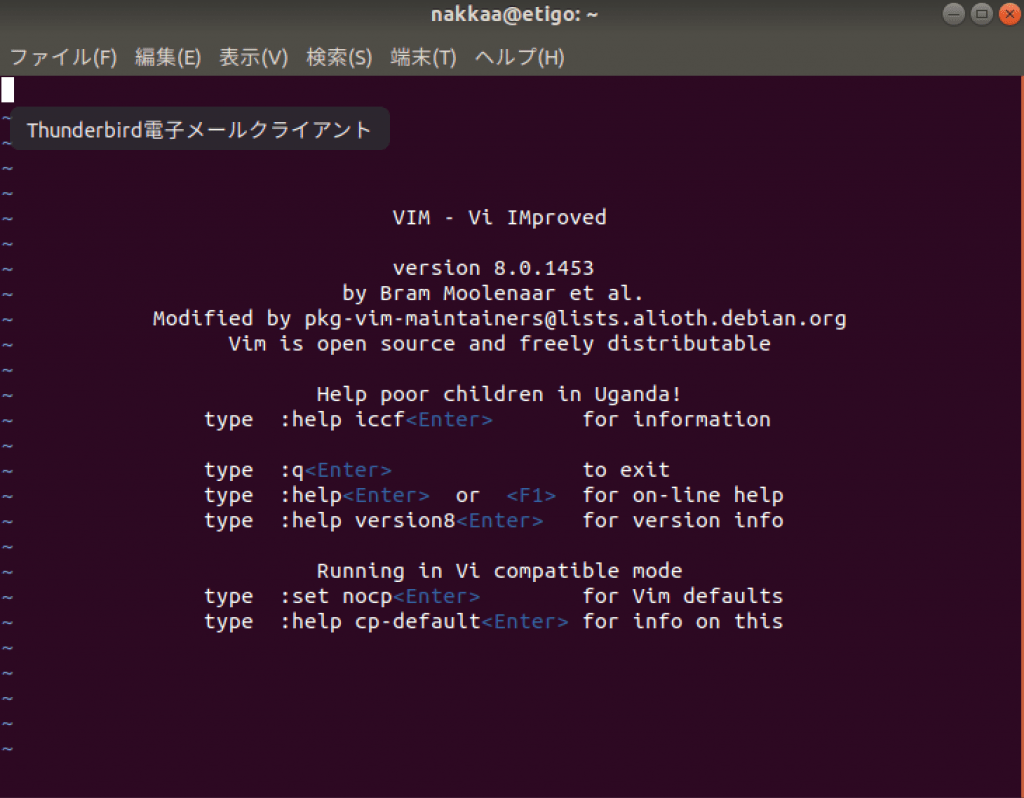 nakkaa@etigo: ~
ファイル(F) 編集(E) 表示(V) 検索(S) 端末(T) ヘルプ(H)
~
Thunderbird電子メールクライアント
~
~
~
~ VIM - Vi IMproved
~
~ version 8.0.1453
~ by Bram Moolenaar et al.
~ Modified by pkg-vim-maintainers@lists.alioth.debian.org
~ Vim is open source and freely distributable
~
~ Help poor children in Uganda!
~ type :help iccf<Enter> for information
~
~ type :q<Enter> to exit
~ type :help<Enter> or <F1> for on-line help
~ type :help version8<Enter> for version info
~
~ Running in Vi compatible mode
~ type :set nocp<Enter> for Vim defaults
~ type :help cp-default<Enter> for info on this
~
~
~
~
~